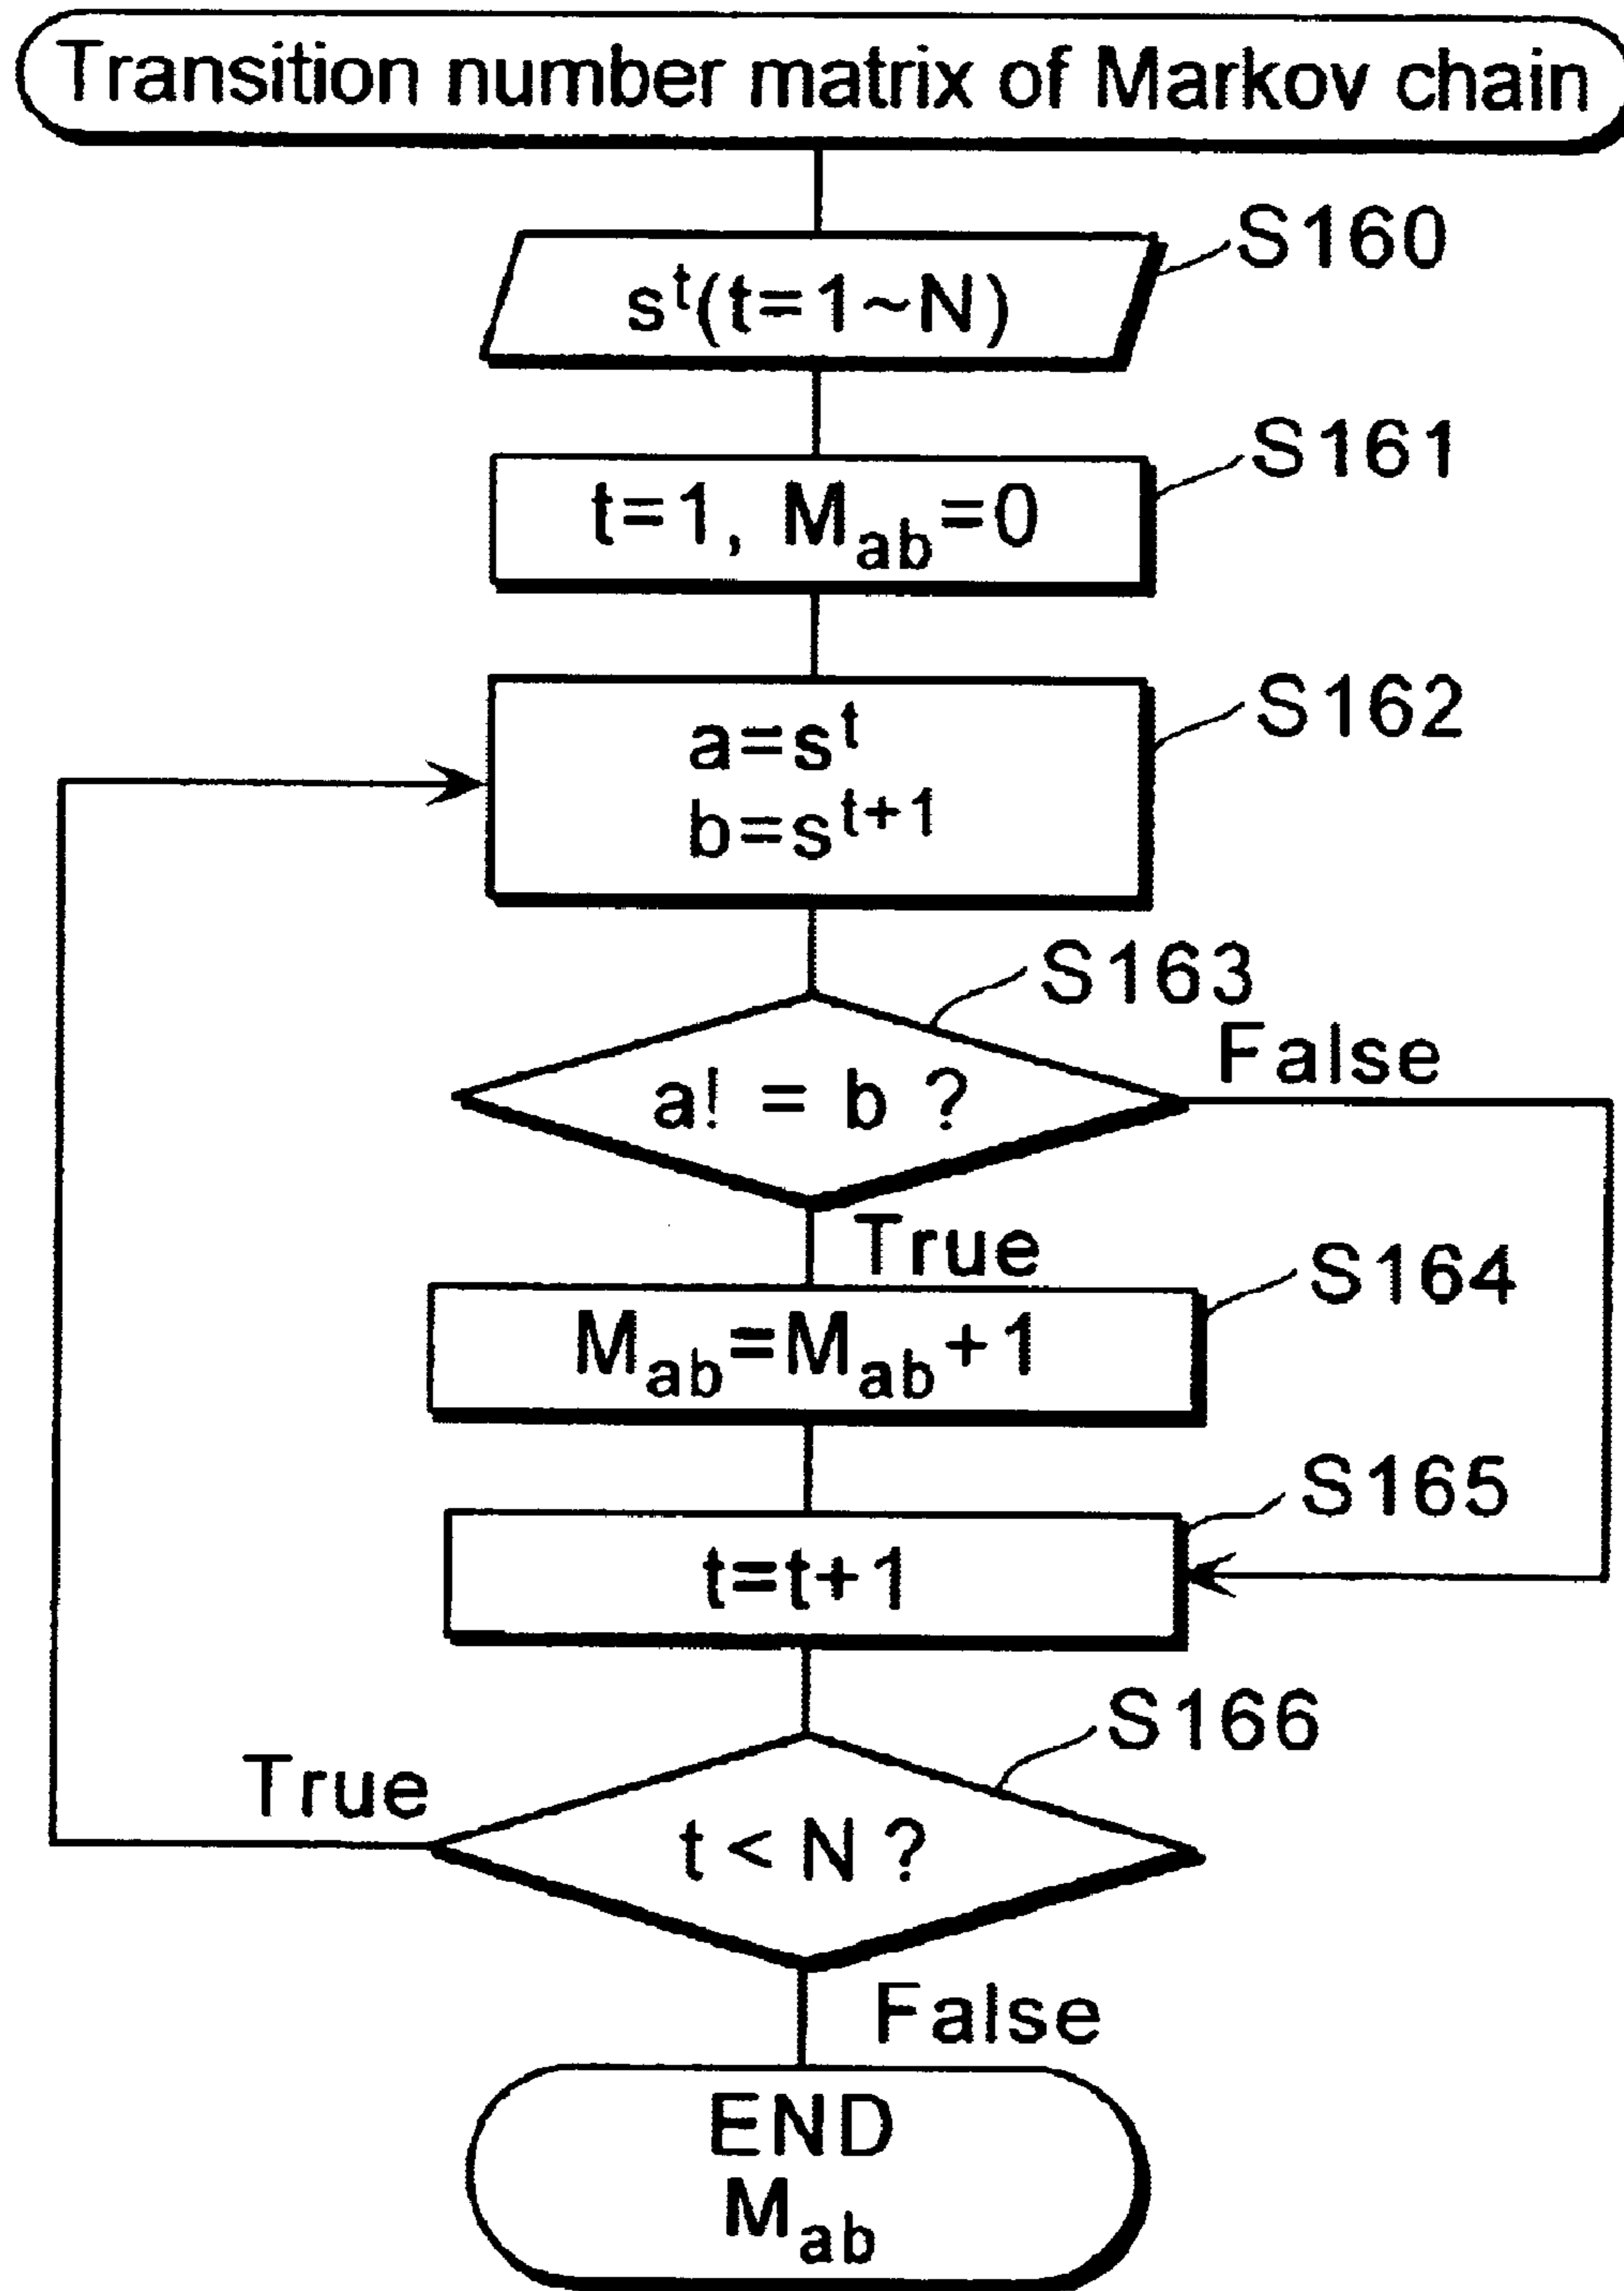 Transition number matrix of Markov chain
S160
s^t(t=1~N)
S161
t=1, M_ab=0
S162
a=s^t
b=s^t+1
S163
False
a! = b ?
True
S164
M_ab=M_ab+1
S165
t=t+1
S166
True
t < N ?
False
END
M_ab